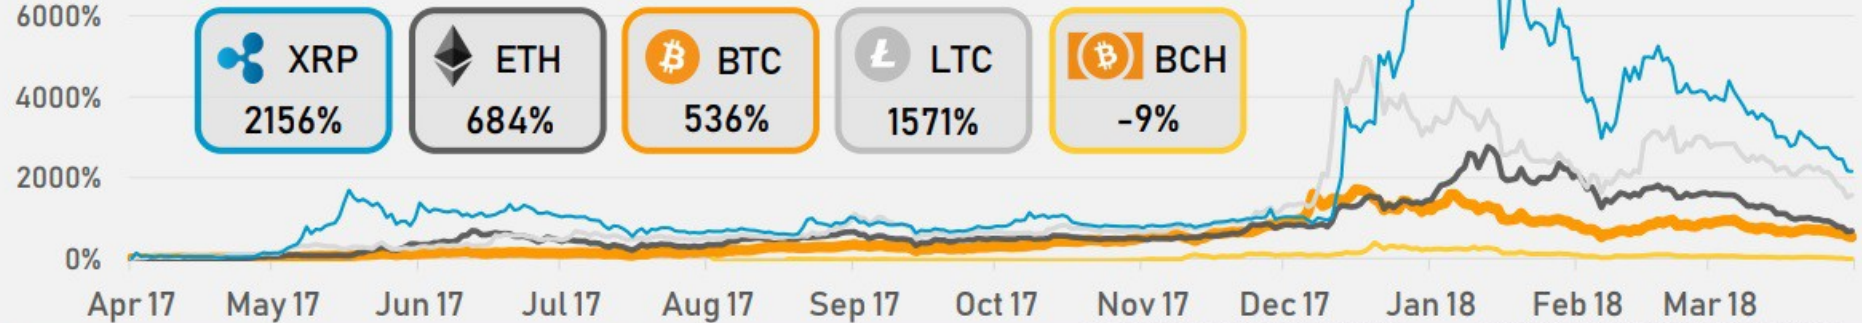 6000%
XRP ETH BTC Ł LTC BCH
4000%
2156% 684% 536% 1571% -9%
2000%
0%
Apr 17 May 17 Jun 17 Jul 17 Aug 17 Sep 17 Oct 17 Nov 17 Dec 17 Jan 18 Feb 18 Mar 18